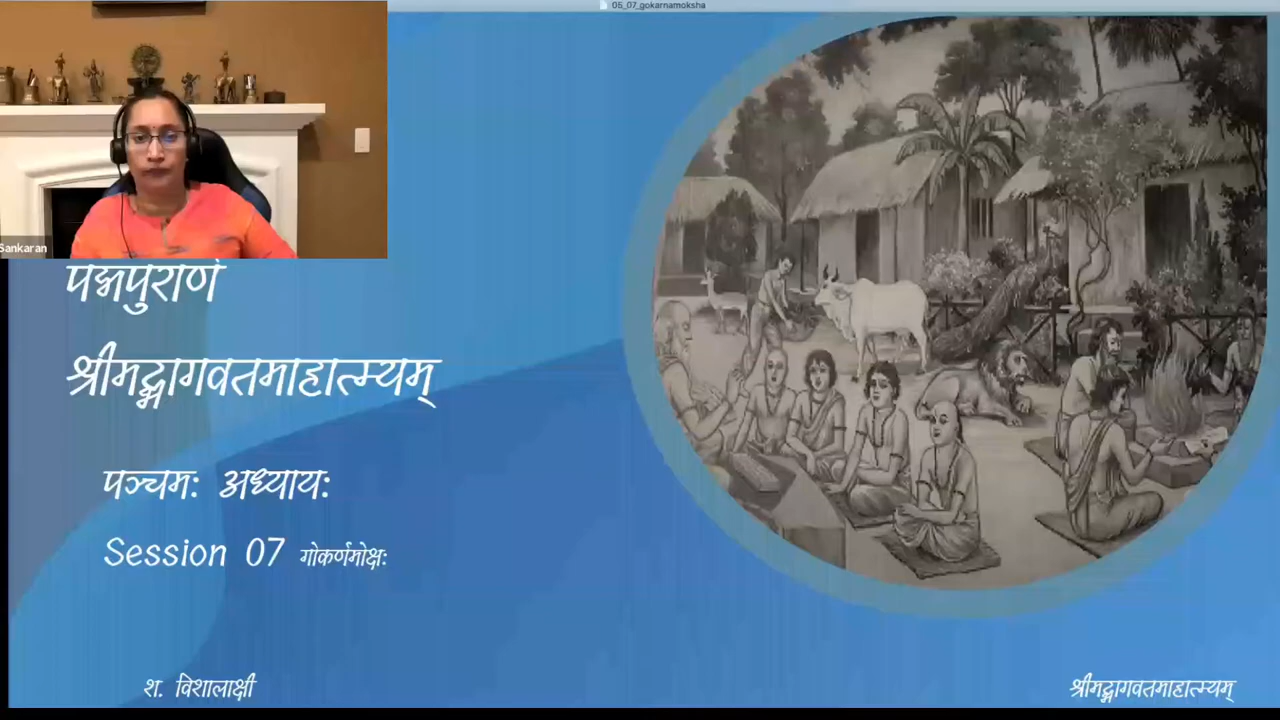 05_07_gokarnamoksha
Sankaran
पद्मपुराणं
श्रीमद्भागवतमाहात्म्यम्
पञ्चमः अध्यायः
Session 07 गोकर्णमोक्षः
श. विशालाक्षी
श्रीमद्भागवतमाहात्म्यम्